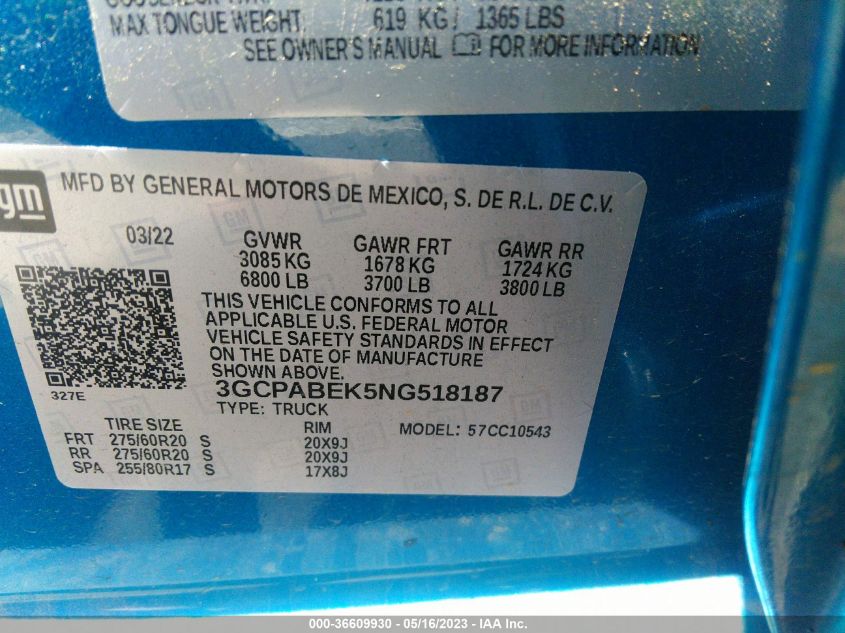 MAX TONGUE WEIGHT 619 KG/ 1365 LBS
SEE OWNER'S MANUAL FOR MORE INFORMATION
gm
MFD BY GENERAL MOTORS DE MEXICO, S. DE R.L. DE C.V.
03/22
GVWR GAWR FRT GAWR RR
3085 KG 1678 KG 1724 KG
6800 LB 3700 LB 3800 LB
THIS VEHICLE CONFORMS TO ALL
APPLICABLE U.S. FEDERAL MOTOR
VEHICLE SAFETY STANDARDS IN EFFECT
ON THE DATE OF MANUFACTURE
SHOWN ABOVE.
327E
3GCPABEK5NG518187
TYPE: TRUCK
TIRE SIZE RIM MODEL: 57CC10543
FRT 275/60R20 S 20X9J
RR 275/60R20 S 20X9J
SPA 255/80R17 S 17X8J
000-36609930 - 05/16/2023 - IAA Inc.